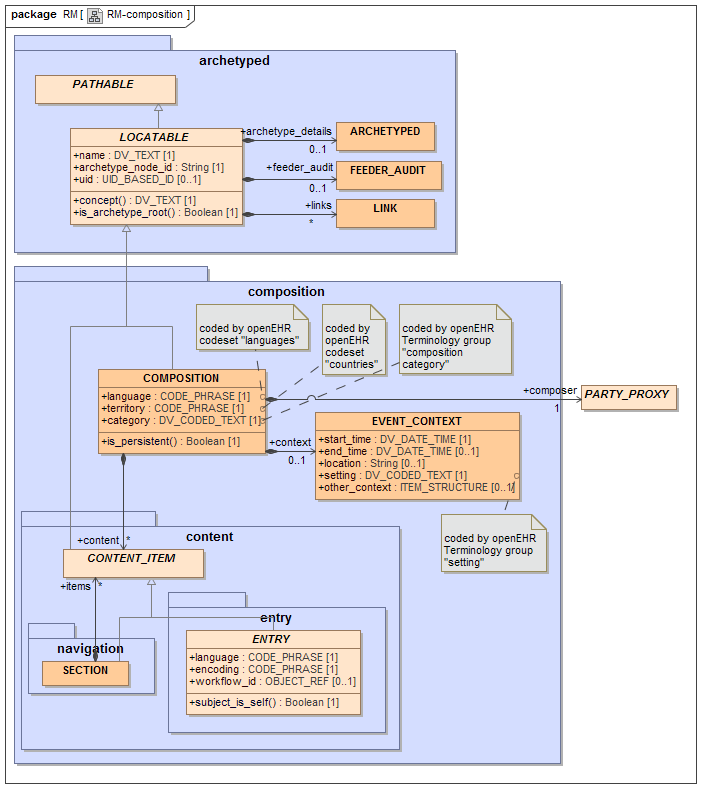 package RM [ RM-composition ]
archetyped
PATHABLE
LOCATABLE
+name : DV_TEXT [1]
+archetype_node_id : String [1]
+uid : UID_BASED_ID [0..1]
+concept() : DV_TEXT [1]
+is_archetype_root() : Boolean [1]
+archetype_details
0..1
ARCHETYPED
+feeder_audit
0..1
FEEDER_AUDIT
+links
*
LINK
composition
coded by openEHR
codeset "languages"
coded by
openEHR
codeset
"countries"
coded by openEHR
Terminology group
"composition
category"
COMPOSITION
+language : CODE_PHRASE [1]
+territory : CODE_PHRASE [1]
+category : DV_CODED_TEXT [1]
+is_persistent() : Boolean [1]
+composer
1
PARTY_PROXY
+context
0..1
EVENT_CONTEXT
+start_time : DV_DATE_TIME [1]
+end_time : DV_DATE_TIME [0..1]
+location : String [0..1]
+setting : DV_CODED_TEXT [1]
+other_context : ITEM_STRUCTURE [0..1]
coded by openEHR
Terminology group
"setting"
content
+content *
CONTENT_ITEM
+items *
entry
ENTRY
+language : CODE_PHRASE [1]
+encoding : CODE_PHRASE [1]
+workflow_id : OBJECT_REF [0..1]
+subject_is_self() : Boolean [1]
navigation
SECTION